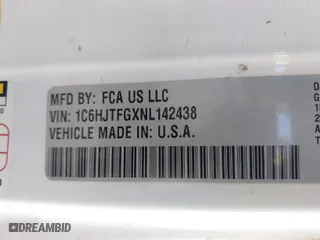 MFD BY: FCA US LLC
VIN: 1C6HJTFGXNL142438
VEHICLE MADE IN: U.S.A.
DREAMBID